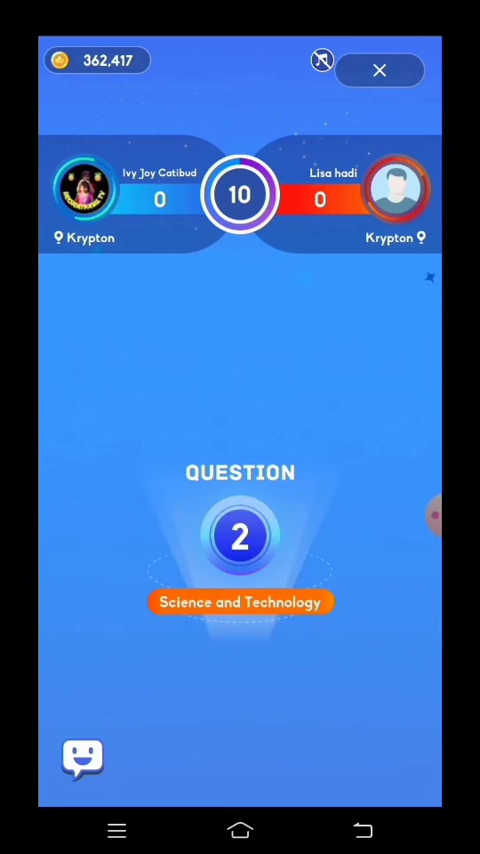 362,417
Ivy Joy Catibud
Lisa hadi
0
10
0
Krypton
Krypton
QUESTION
2
Science and Technology